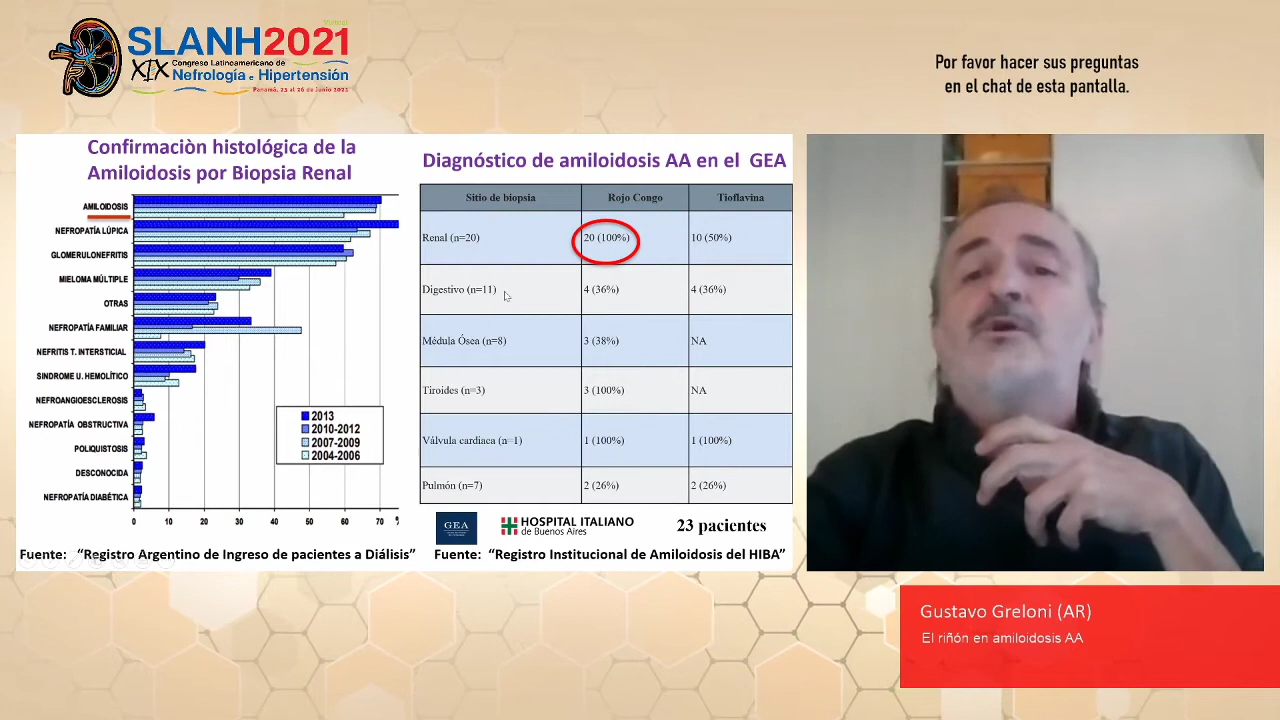 Virtual
SLANH2021
XIX Congreso Latinoamericano de
Nefrología e Hipertensión
Panamá, 25 al 26 de junio 2021
Por favor hacer sus preguntas
en el chat de esta pantalla.
Confirmaciòn histológica de la
Amiloidosis por Biopsia Renal
AMILOIDOSIS
NEFROPATÍA LÚPICA
GLOMERULONEFRITIS
MIELOMA MÚLTIPLE
OTRAS
NEFROPATÍA FAMILIAR
NEFRITIS T. INTERSTICIAL
SINDROME U. HEMOLÍTICO
NEFROANGIOESCLEROSIS
NEFROPATÍA OBSTRUCTIVA
POLIQUISTOSIS
DESCONOCIDA
NEFROPATÍA DIABÉTICA
0 10 20 30 40 50 60 70
2013
2010-2012
2007-2009
2004-2006
Fuente: “Registro Argentino de Ingreso de pacientes a Diálisis”
Diagnóstico de amiloidosis AA en el GEA
Sitio de biopsia Rojo Congo Tioflavina
Renal (n=20) 20 (100%) 10 (50%)
Digestivo (n=11) 4 (36%) 4 (36%)
Médula Ósea (n=8) 3 (38%) NA
Tiroides (n=3) 3 (100%) NA
Válvula cardiaca (n=1) 1 (100%) 1 (100%)
Pulmón (n=7) 2 (26%) 2 (26%)
GEA
HOSPITAL ITALIANO
de Buenos Aires
23 pacientes
Fuente: “Registro Institucional de Amiloidosis del HIBA”
Gustavo Greloni (AR)
El riñón en amiloidosis AA